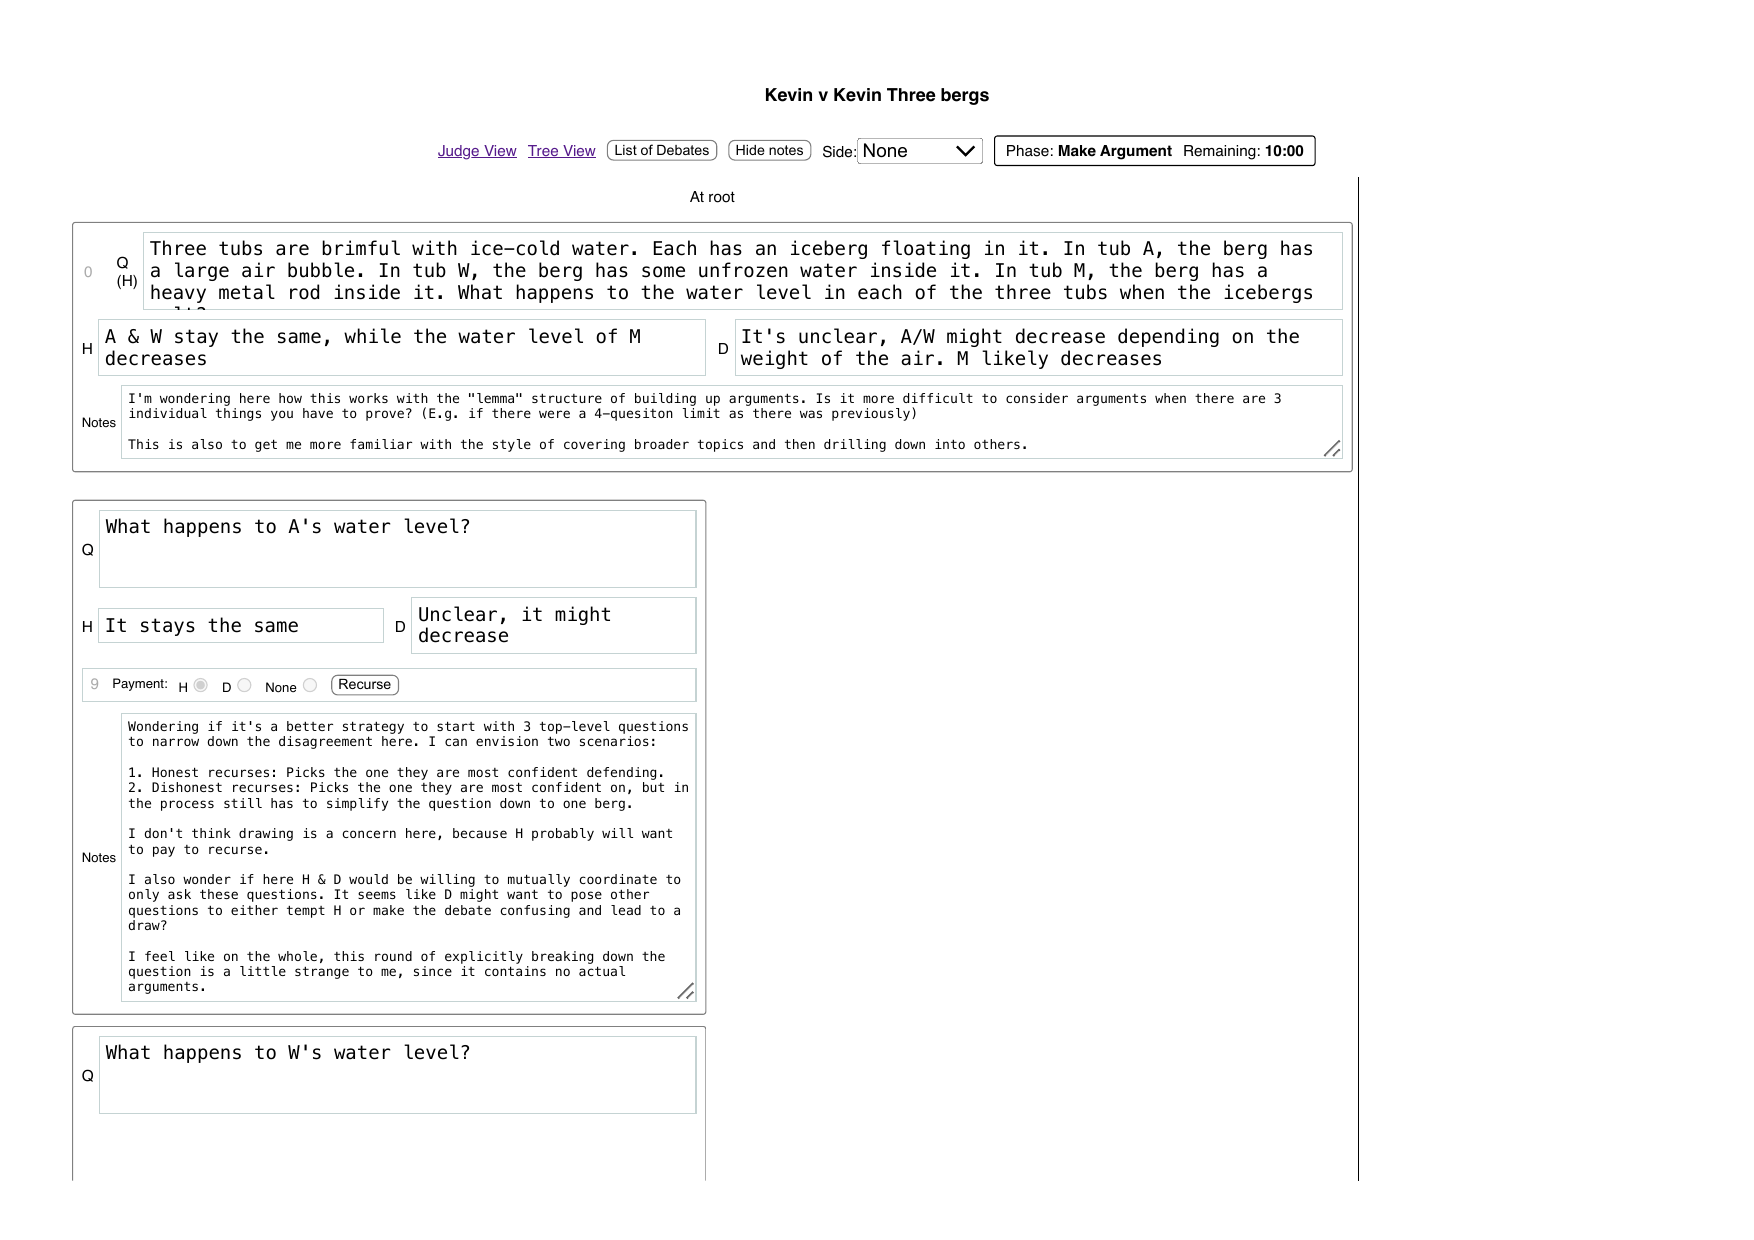 Kevin v Kevin Three bergs
Judge View Tree View List of Debates Hide notes Side: None Phase: Make Argument Remaining: 10:00
At root
0 Q (H)
Three tubs are brimful with ice-cold water. Each has an iceberg floating in it. In tub A, the berg has
a large air bubble. In tub W, the berg has some unfrozen water inside it. In tub M, the berg has a
heavy metal rod inside it. What happens to the water level in each of the three tubs when the icebergs
H
A & W stay the same, while the water level of M
decreases
D
It's unclear, A/W might decrease depending on the
weight of the air. M likely decreases
Notes
I'm wondering here how this works with the "lemma" structure of building up arguments. Is it more difficult to consider arguments when there are 3
individual things you have to prove? (E.g. if there were a 4-quesiton limit as there was previously)
This is also to get me more familiar with the style of covering broader topics and then drilling down into others.
Q
What happens to A's water level?
H
It stays the same
D
Unclear, it might
decrease
9 Payment: H D None Recurse
Notes
Wondering if it's a better strategy to start with 3 top-level questions
to narrow down the disagreement here. I can envision two scenarios:
1. Honest recurses: Picks the one they are most confident defending.
2. Dishonest recurses: Picks the one they are most confident on, but in
the process still has to simplify the question down to one berg.
I don't think drawing is a concern here, because H probably will want
to pay to recurse.
I also wonder if here H & D would be willing to mutually coordinate to
only ask these questions. It seems like D might want to pose other
questions to either tempt H or make the debate confusing and lead to a
draw?
I feel like on the whole, this round of explicitly breaking down the
question is a little strange to me, since it contains no actual
arguments.
Q
What happens to W's water level?